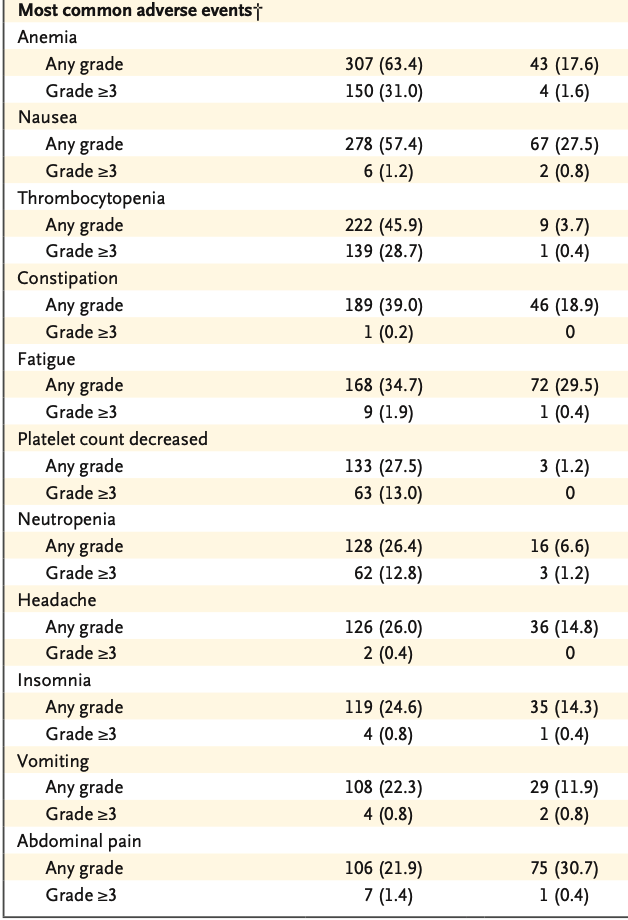 Most common adverse events†
Anemia
Any grade 307 (63.4) 43 (17.6)
Grade ≥3 150 (31.0) 4 (1.6)
Nausea
Any grade 278 (57.4) 67 (27.5)
Grade ≥3 6 (1.2) 2 (0.8)
Thrombocytopenia
Any grade 222 (45.9) 9 (3.7)
Grade ≥3 139 (28.7) 1 (0.4)
Constipation
Any grade 189 (39.0) 46 (18.9)
Grade ≥3 1 (0.2) 0
Fatigue
Any grade 168 (34.7) 72 (29.5)
Grade ≥3 9 (1.9) 1 (0.4)
Platelet count decreased
Any grade 133 (27.5) 3 (1.2)
Grade ≥3 63 (13.0) 0
Neutropenia
Any grade 128 (26.4) 16 (6.6)
Grade ≥3 62 (12.8) 3 (1.2)
Headache
Any grade 126 (26.0) 36 (14.8)
Grade ≥3 2 (0.4) 0
Insomnia
Any grade 119 (24.6) 35 (14.3)
Grade ≥3 4 (0.8) 1 (0.4)
Vomiting
Any grade 108 (22.3) 29 (11.9)
Grade ≥3 4 (0.8) 2 (0.8)
Abdominal pain
Any grade 106 (21.9) 75 (30.7)
Grade ≥3 7 (1.4) 1 (0.4)